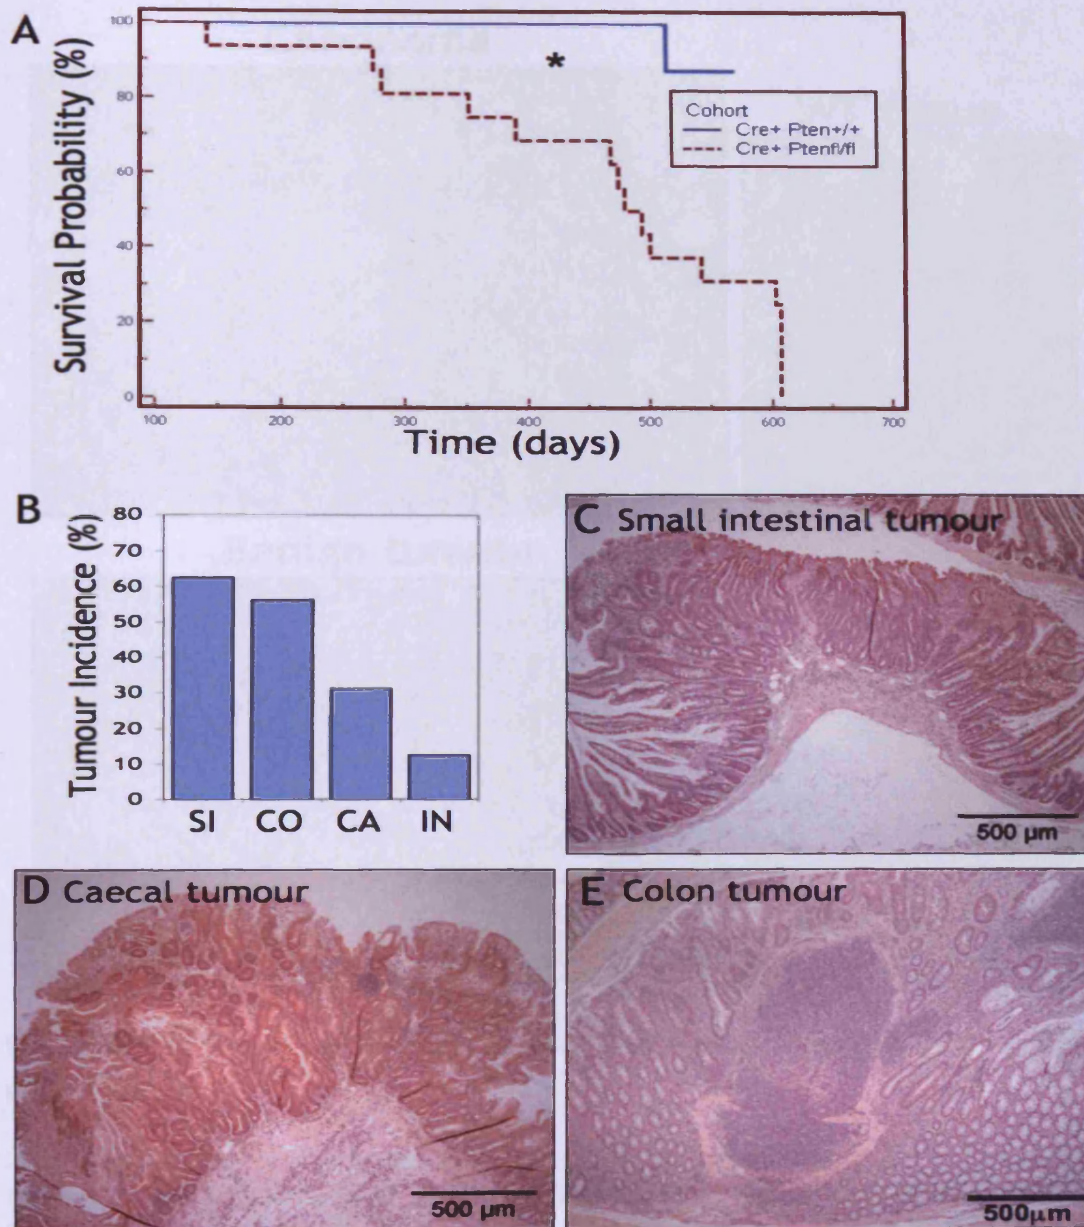 A
Survival Probability (%)
100
80
60
40
20
0
*
Cohort
Cre+ Pten+/+
Cre+ Ptenfl/fl
100 200 300 400 500 600 700
Time (days)
B
Tumour Incidence (%)
80
70
60
50
40
30
20
10
0
SI CO CA IN
C Small intestinal tumour
500 µm
D Caecal tumour
500 µm
E Colon tumour
500µm